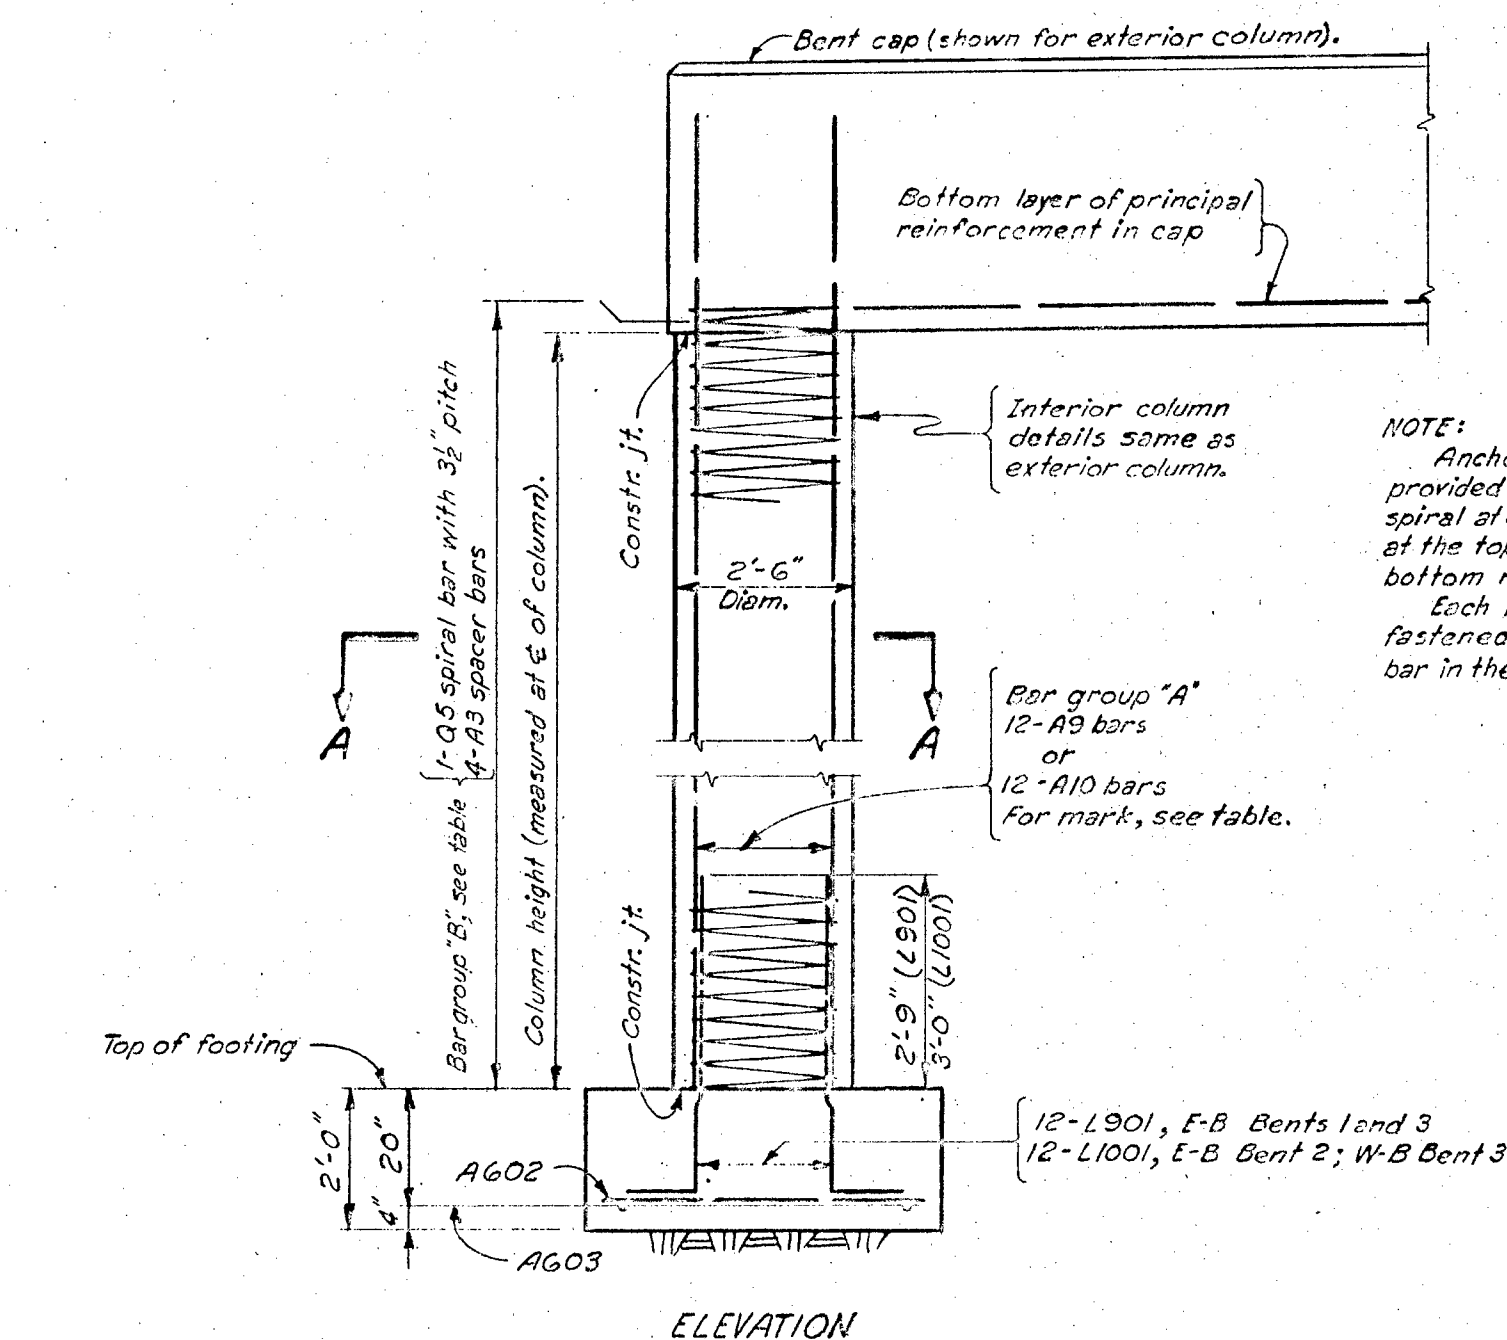 Bent cap (shown for exterior column).
Bottom layer of principal
reinforcement in cap
Interior column
details same as
exterior column.
NOTE:
provided
spiral at
at the top
bottom
Each
fastened
bar in the
Constr. jt.
2'-6"
Diam.
Bar group "B", see table
1-Q5 spiral bar with 3½" pitch
4-A3 spacer bars
Column height (measured at ℄ of column).
A
A
Bar group "A"
12-A9 bars
or
12-A10 bars
For mark, see table.
2'-9" (L901)
3'-0" (L1001)
Constr. jt.
Top of footing
2'-0"
20"
4"
A602
A603
12-L901, E-B Bents 1 and 3
12-L1001, E-B Bent 2; W-B Bent 3
ELEVATION